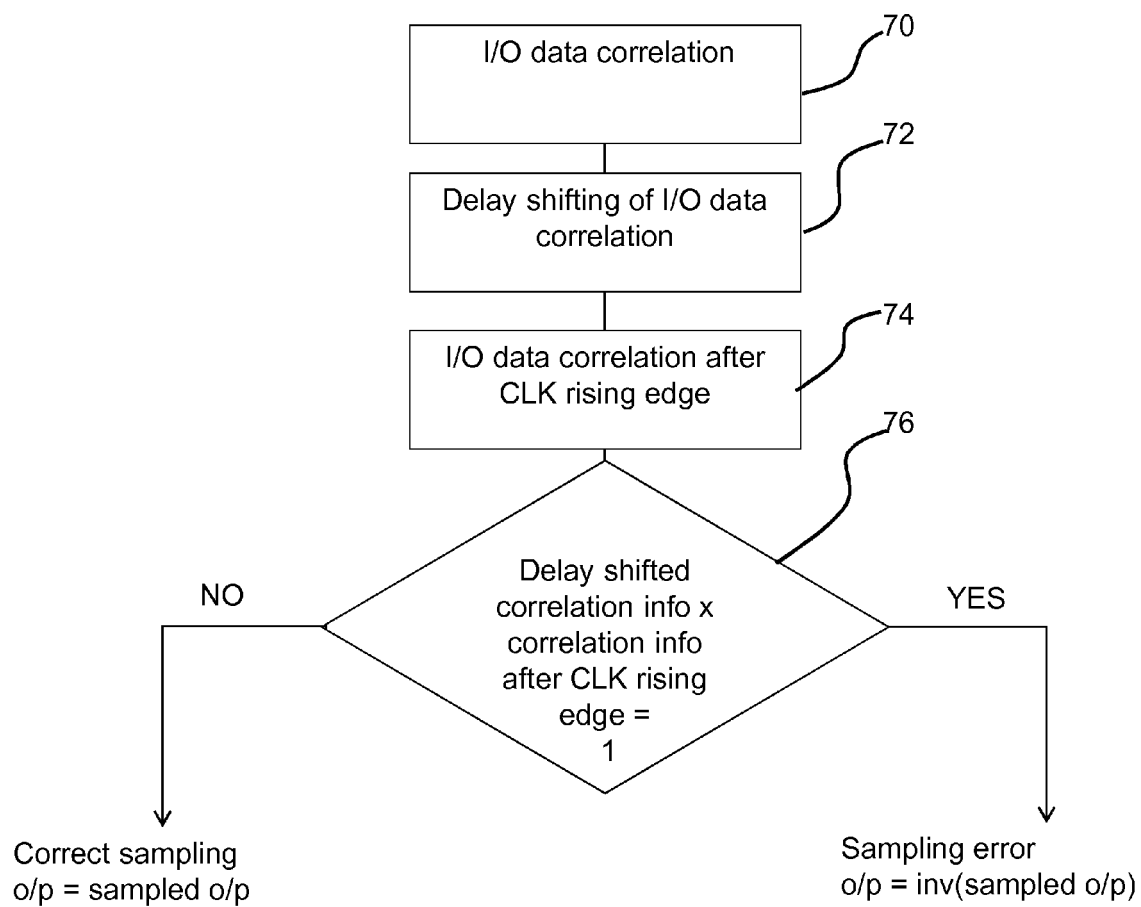 70
I/O data correlation
72
Delay shifting of I/O data
correlation
74
I/O data correlation after
CLK rising edge
76
Delay shifted
correlation info x
correlation info
after CLK rising
edge =
1
NO
YES
Correct sampling
o/p = sampled o/p
Sampling error
o/p = inv(sampled o/p)